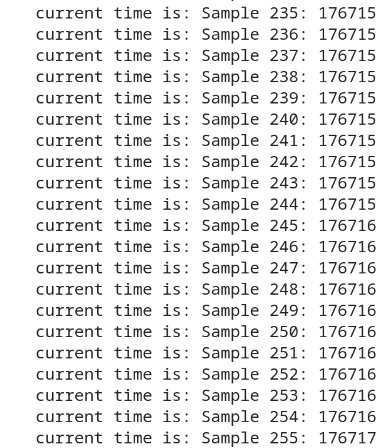 current time is: Sample 235: 176715
current time is: Sample 236: 176715
current time is: Sample 237: 176715
current time is: Sample 238: 176715
current time is: Sample 239: 176715
current time is: Sample 240: 176715
current time is: Sample 241: 176715
current time is: Sample 242: 176715
current time is: Sample 243: 176715
current time is: Sample 244: 176715
current time is: Sample 245: 176716
current time is: Sample 246: 176716
current time is: Sample 247: 176716
current time is: Sample 248: 176716
current time is: Sample 249: 176716
current time is: Sample 250: 176716
current time is: Sample 251: 176716
current time is: Sample 252: 176716
current time is: Sample 253: 176716
current time is: Sample 254: 176716
current time is: Sample 255: 176717